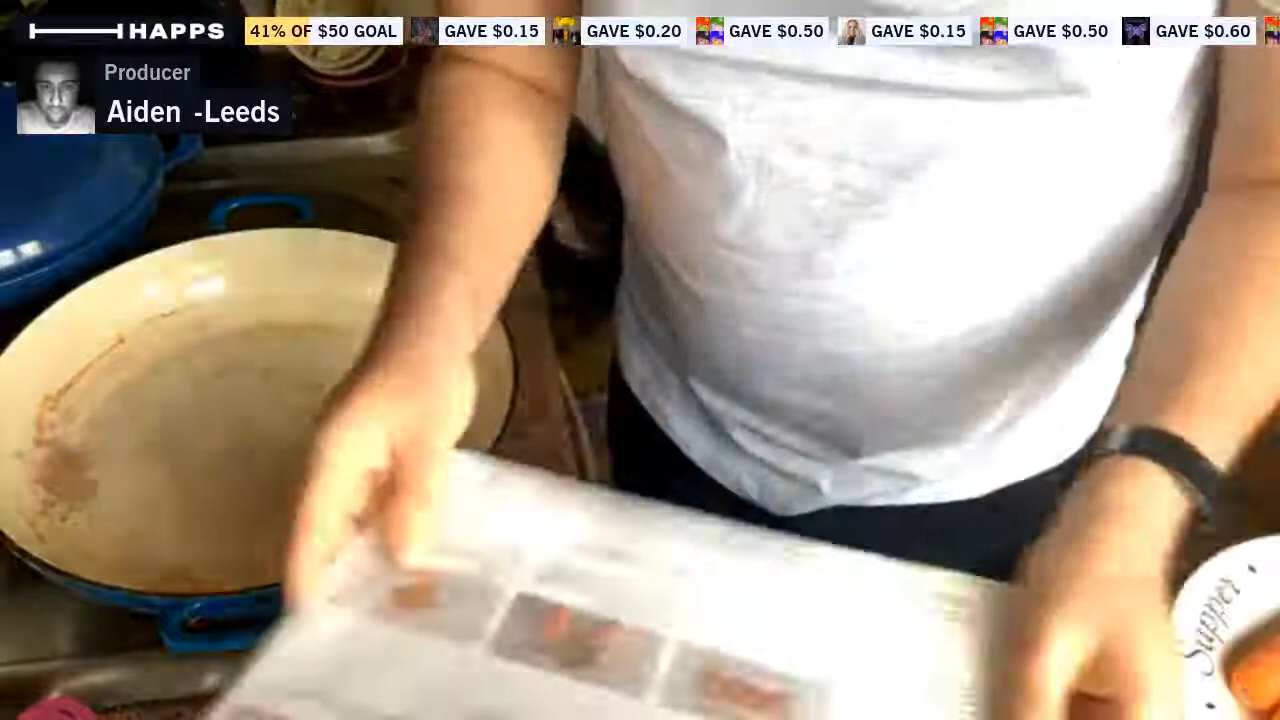 HAPPS
41% OF $50 GOAL
GAVE $0.15
GAVE $0.20
GAVE $0.50
GAVE $0.15
GAVE $0.50
GAVE $0.60
Producer
Aiden -Leeds
Supper